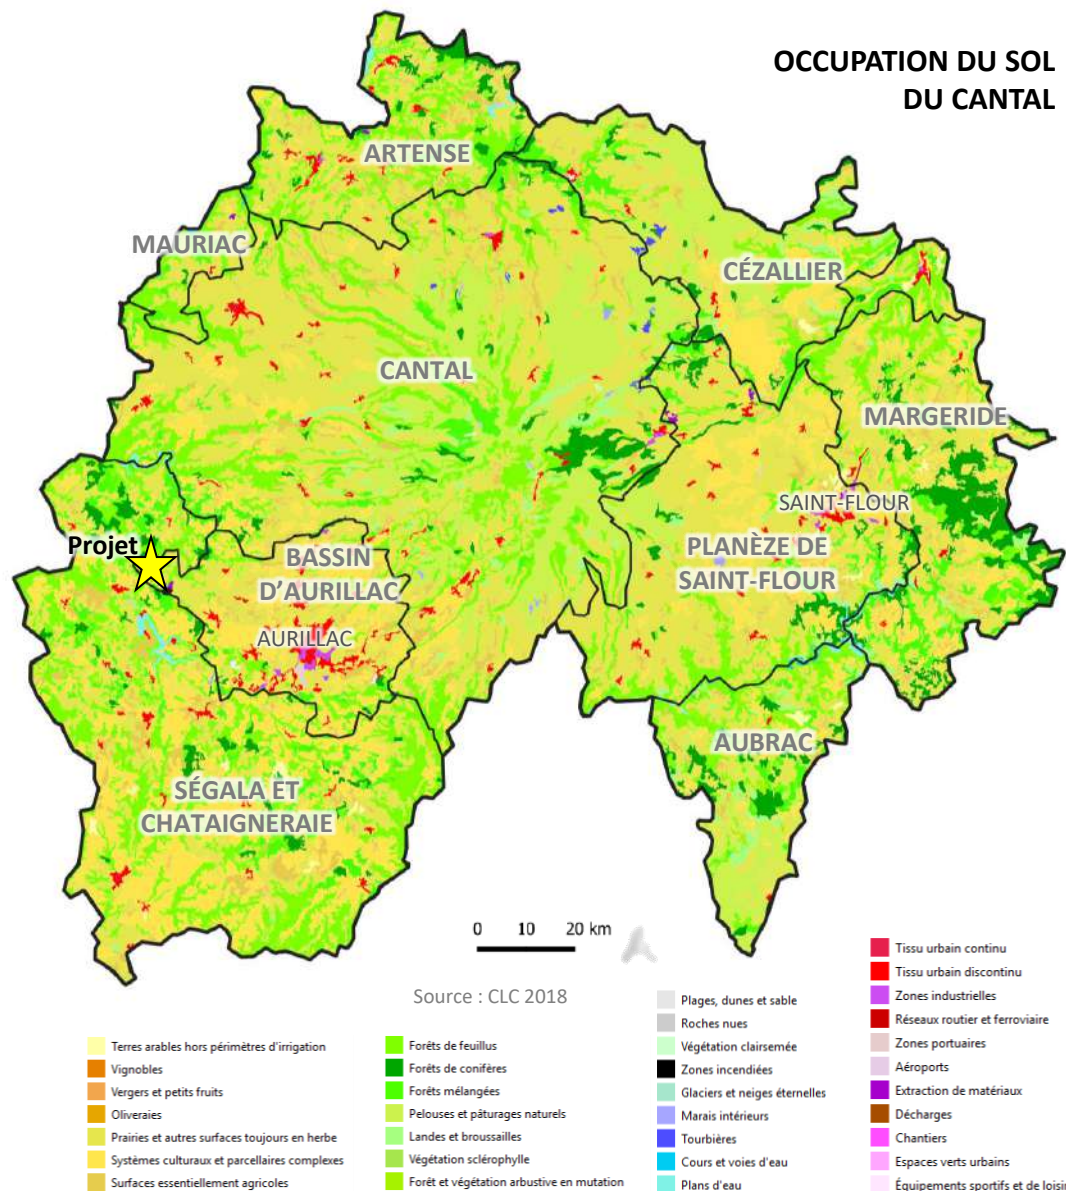 OCCUPATION DU SOL
DU CANTAL
ARTENSE
MAURIAC
CÉZALLIER
CANTAL
MARGERIDE
SAINT-FLOUR
Projet
BASSIN
D'AURILLAC
PLANÈZE DE
SAINT-FLOUR
AURILLAC
AUBRAC
SÉGALA ET
CHATAIGNERAIE
0 10 20 km
Source : CLC 2018
Terres arables hors périmètres d'irrigation
Vignobles
Vergers et petits fruits
Oliveraies
Prairies et autres surfaces toujours en herbe
Systèmes culturaux et parcellaires complexes
Surfaces essentiellement agricoles
Forêts de feuillus
Forêts de conifères
Forêts mélangées
Pelouses et pâturages naturels
Landes et broussailles
Végétation sclérophylle
Forêt et végétation arbustive en mutation
Plages, dunes et sable
Roches nues
Végétation clairsemée
Zones incendiées
Glaciers et neiges éternelles
Marais intérieurs
Tourbières
Cours et voies d'eau
Plans d'eau
Tissu urbain continu
Tissu urbain discontinu
Zones industrielles
Réseaux routier et ferroviaire
Zones portuaires
Aéroports
Extraction de matériaux
Décharges
Chantiers
Espaces verts urbains
Équipements sportifs et de loisir